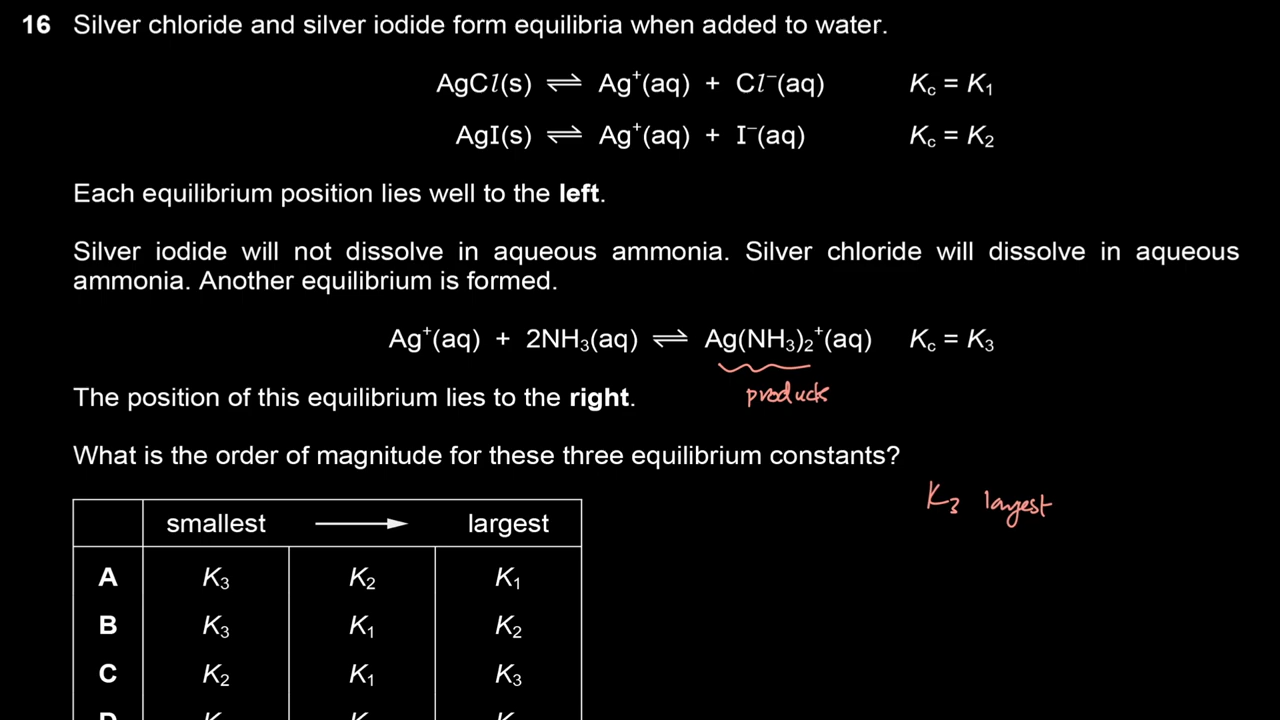 16 Silver chloride and silver iodide form equilibria when added to water.
AgCl(s) ⇌ Ag⁺(aq) + Cl⁻(aq) K꜀ = K₁
AgI(s) ⇌ Ag⁺(aq) + I⁻(aq) K꜀ = K₂
Each equilibrium position lies well to the left.
Silver iodide will not dissolve in aqueous ammonia. Silver chloride will dissolve in aqueous
ammonia. Another equilibrium is formed.
Ag⁺(aq) + 2NH₃(aq) ⇌ Ag(NH₃)₂⁺(aq) K꜀ = K₃
The position of this equilibrium lies to the right.
product
What is the order of magnitude for these three equilibrium constants?
K₃ largest
smallest → largest
A K₃ K₂ K₁
B K₃ K₁ K₂
C K₂ K₁ K₃